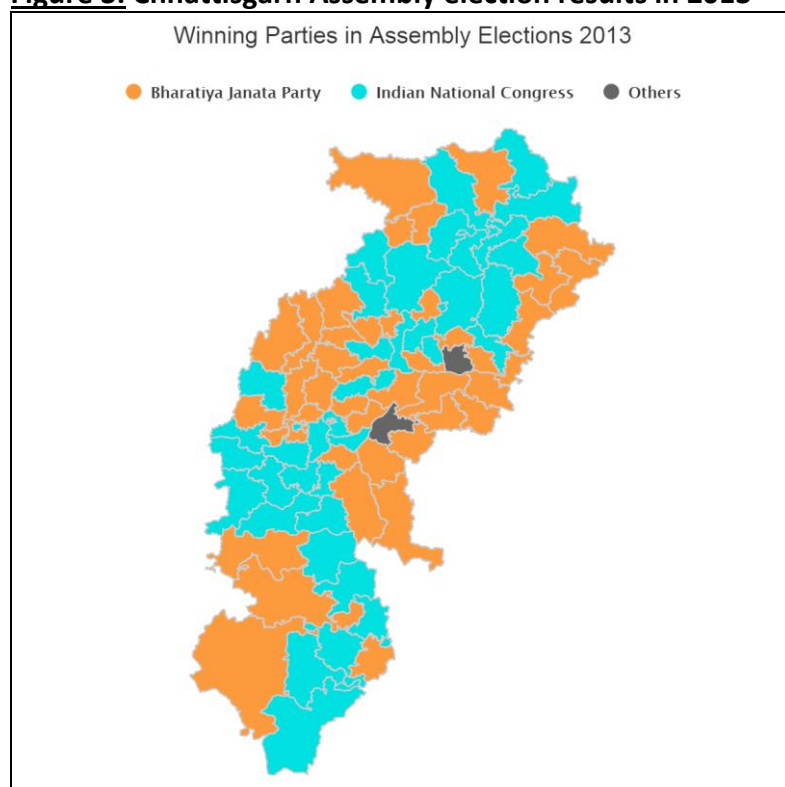 Figure Chhattisgarh Assembly election results in 2013
Winning Parties in Assembly Elections 2013
Bharatiya Janata Party Indian National Congress Others